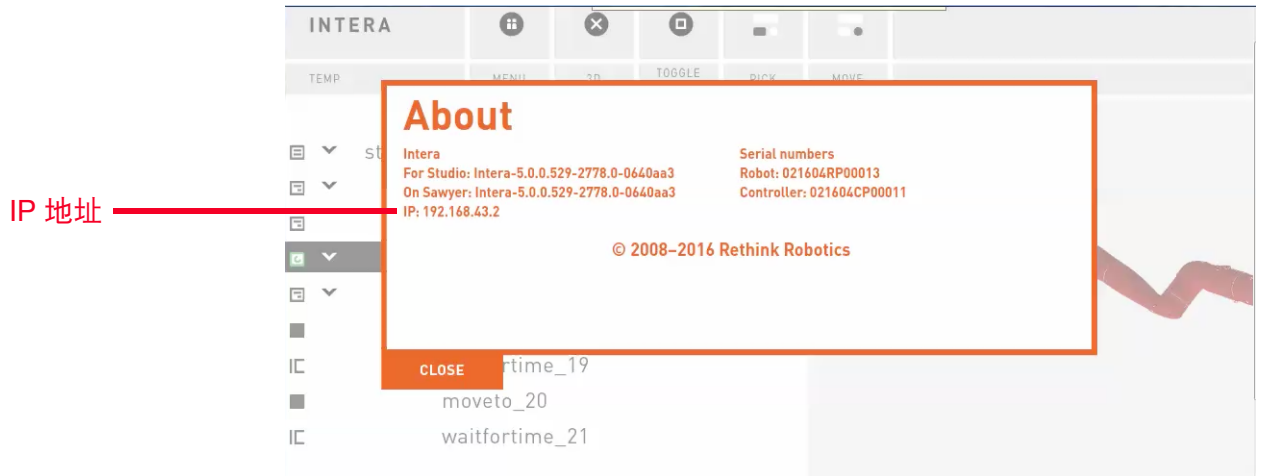 INTERA
TEMP
MENU
3D
TOGGLE
PICK
MOVE
About
st
Intera
For Studio: Intera-5.0.0.529-2778.0-0640aa3
On Sawyer: Intera-5.0.0.529-2778.0-0640aa3
IP: 192.168.43.2
Serial numbers
Robot: 021604RP00013
Controller: 021604CP00011
IP 地址
© 2008–2016 Rethink Robotics
CLOSE
rtime_19
moveto_20
waitfortime_21